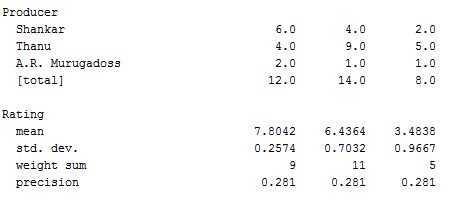 Producer
Shankar 6.0 4.0 2.0
Thanu 4.0 9.0 5.0
A.R. Murugadoss 2.0 1.0 1.0
[total] 12.0 14.0 8.0
Rating
mean 7.8042 6.4364 3.4838
std. dev. 0.2574 0.7032 0.9667
weight sum 9 11 5
precision 0.281 0.281 0.281